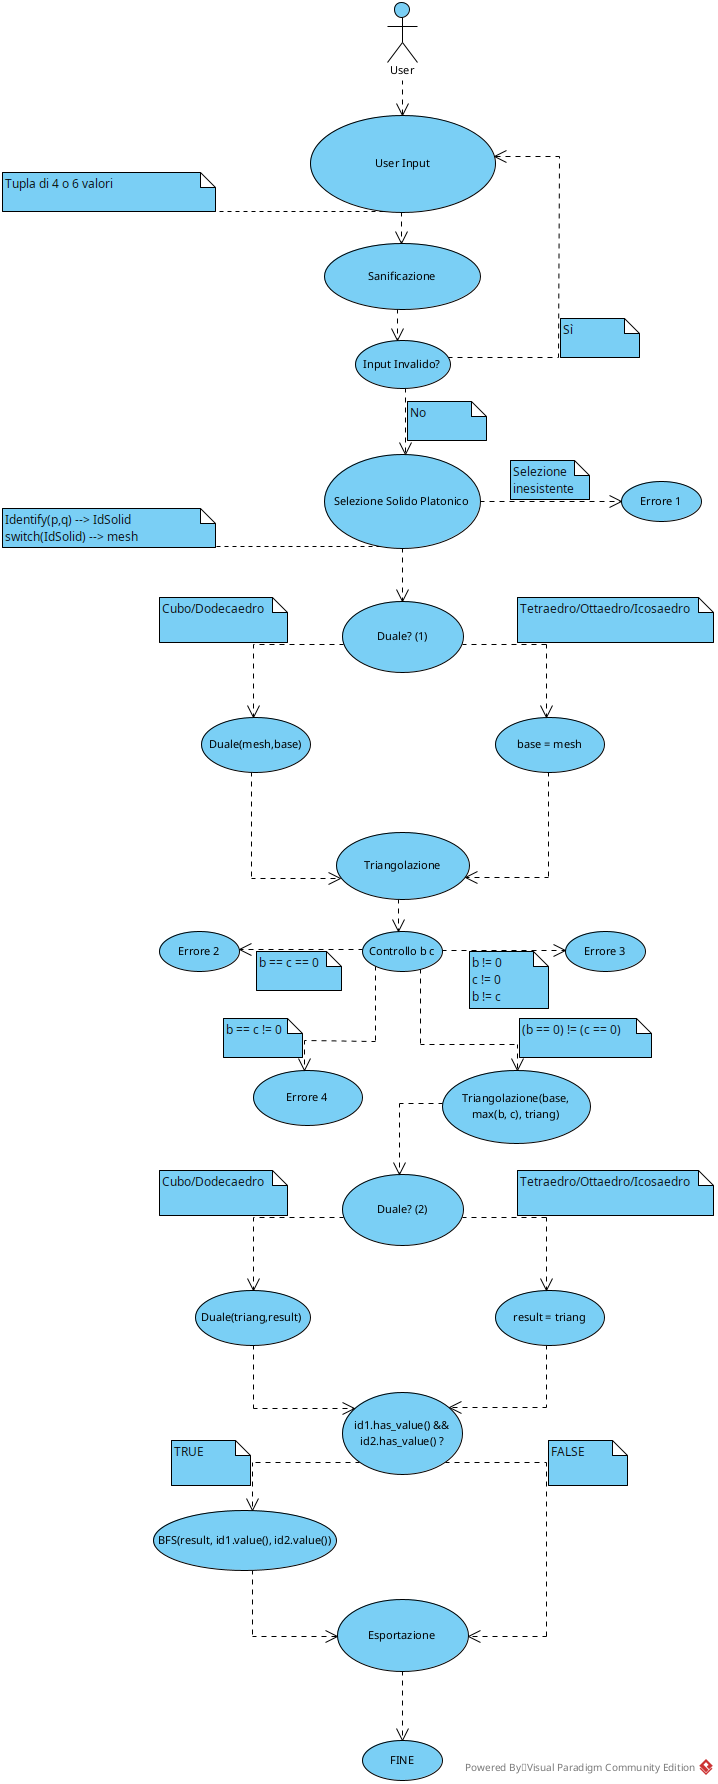 User
User Input
Tupla di 4 o 6 valori
Sanificazione
Sì
Input Invalido?
No
Selezione
inesistente
Selezione Solido Platonico
Errore 1
Identify(p,q) --> IdSolid
switch(IdSolid) --> mesh
Cubo/Dodecaedro
Tetraedro/Ottaedro/Icosaedro
Duale? (1)
Duale(mesh,base)
base = mesh
Triangolazione
Errore 2
Controllo b c
Errore 3
b == c == 0
b != 0
c != 0
b != c
b == c != 0
(b == 0) != (c == 0)
Errore 4
Triangolazione(base,
max(b, c), triang)
Cubo/Dodecaedro
Tetraedro/Ottaedro/Icosaedro
Duale? (2)
Duale(triang,result)
result = triang
id1.has_value() &&
id2.has_value() ?
TRUE
FALSE
BFS(result, id1.value(), id2.value())
Esportazione
FINE
Powered By Visual Paradigm Community Edition